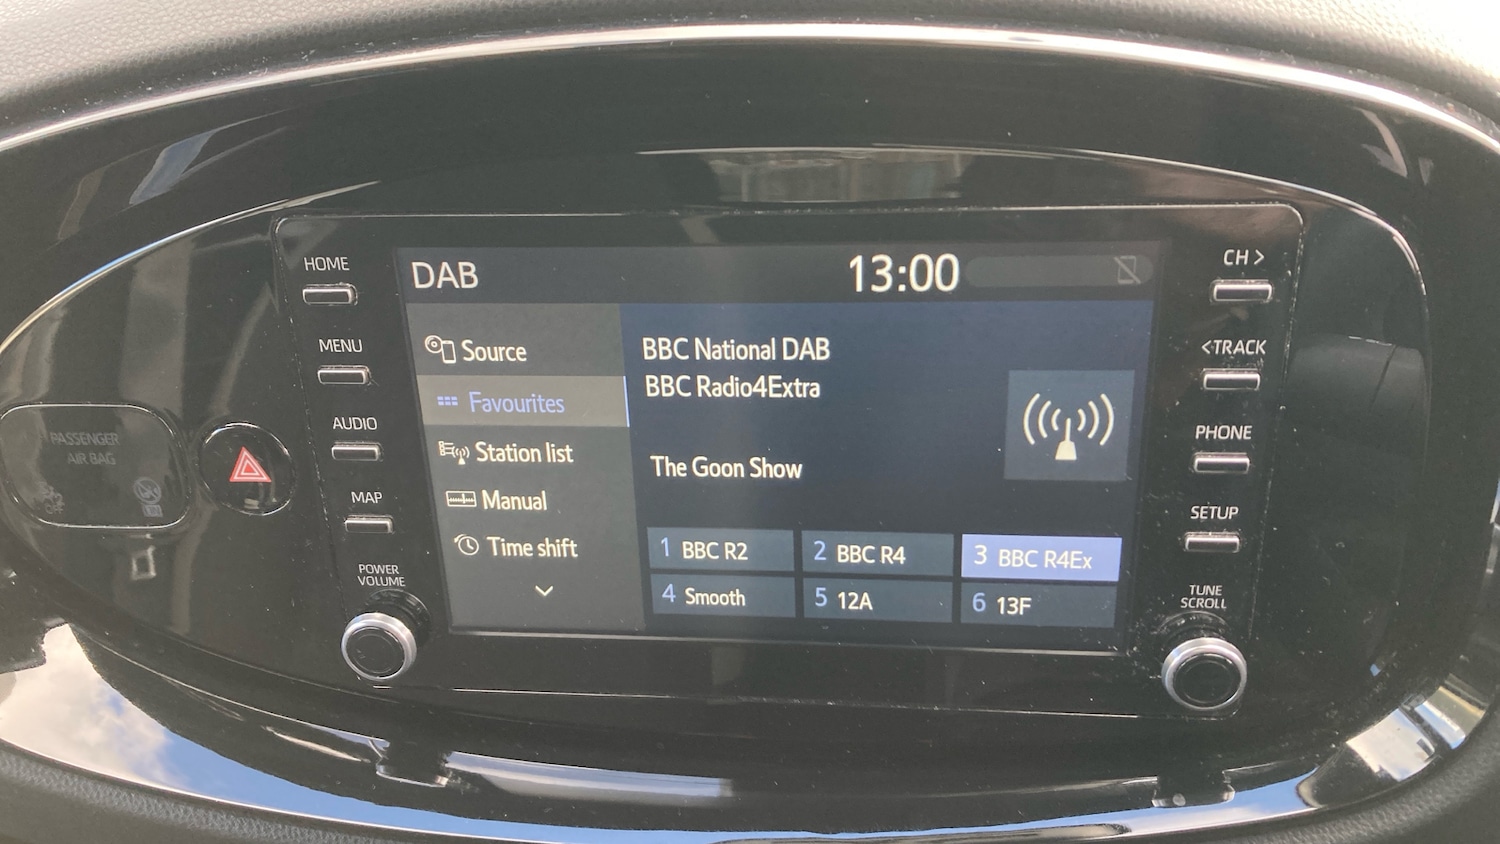 HOME
MENU
AUDIO
MAP
POWER
VOLUME
PASSENGER
AIR BAG
DAB
13:00
Source
Favourites
Station list
Manual
Time shift
BBC National DAB
BBC Radio4Extra
The Goon Show
1 BBC R2
2 BBC R4
3 BBC R4Ex
4 Smooth
5 12A
6 13F
CH >
< TRACK
PHONE
SETUP
TUNE
SCROLL